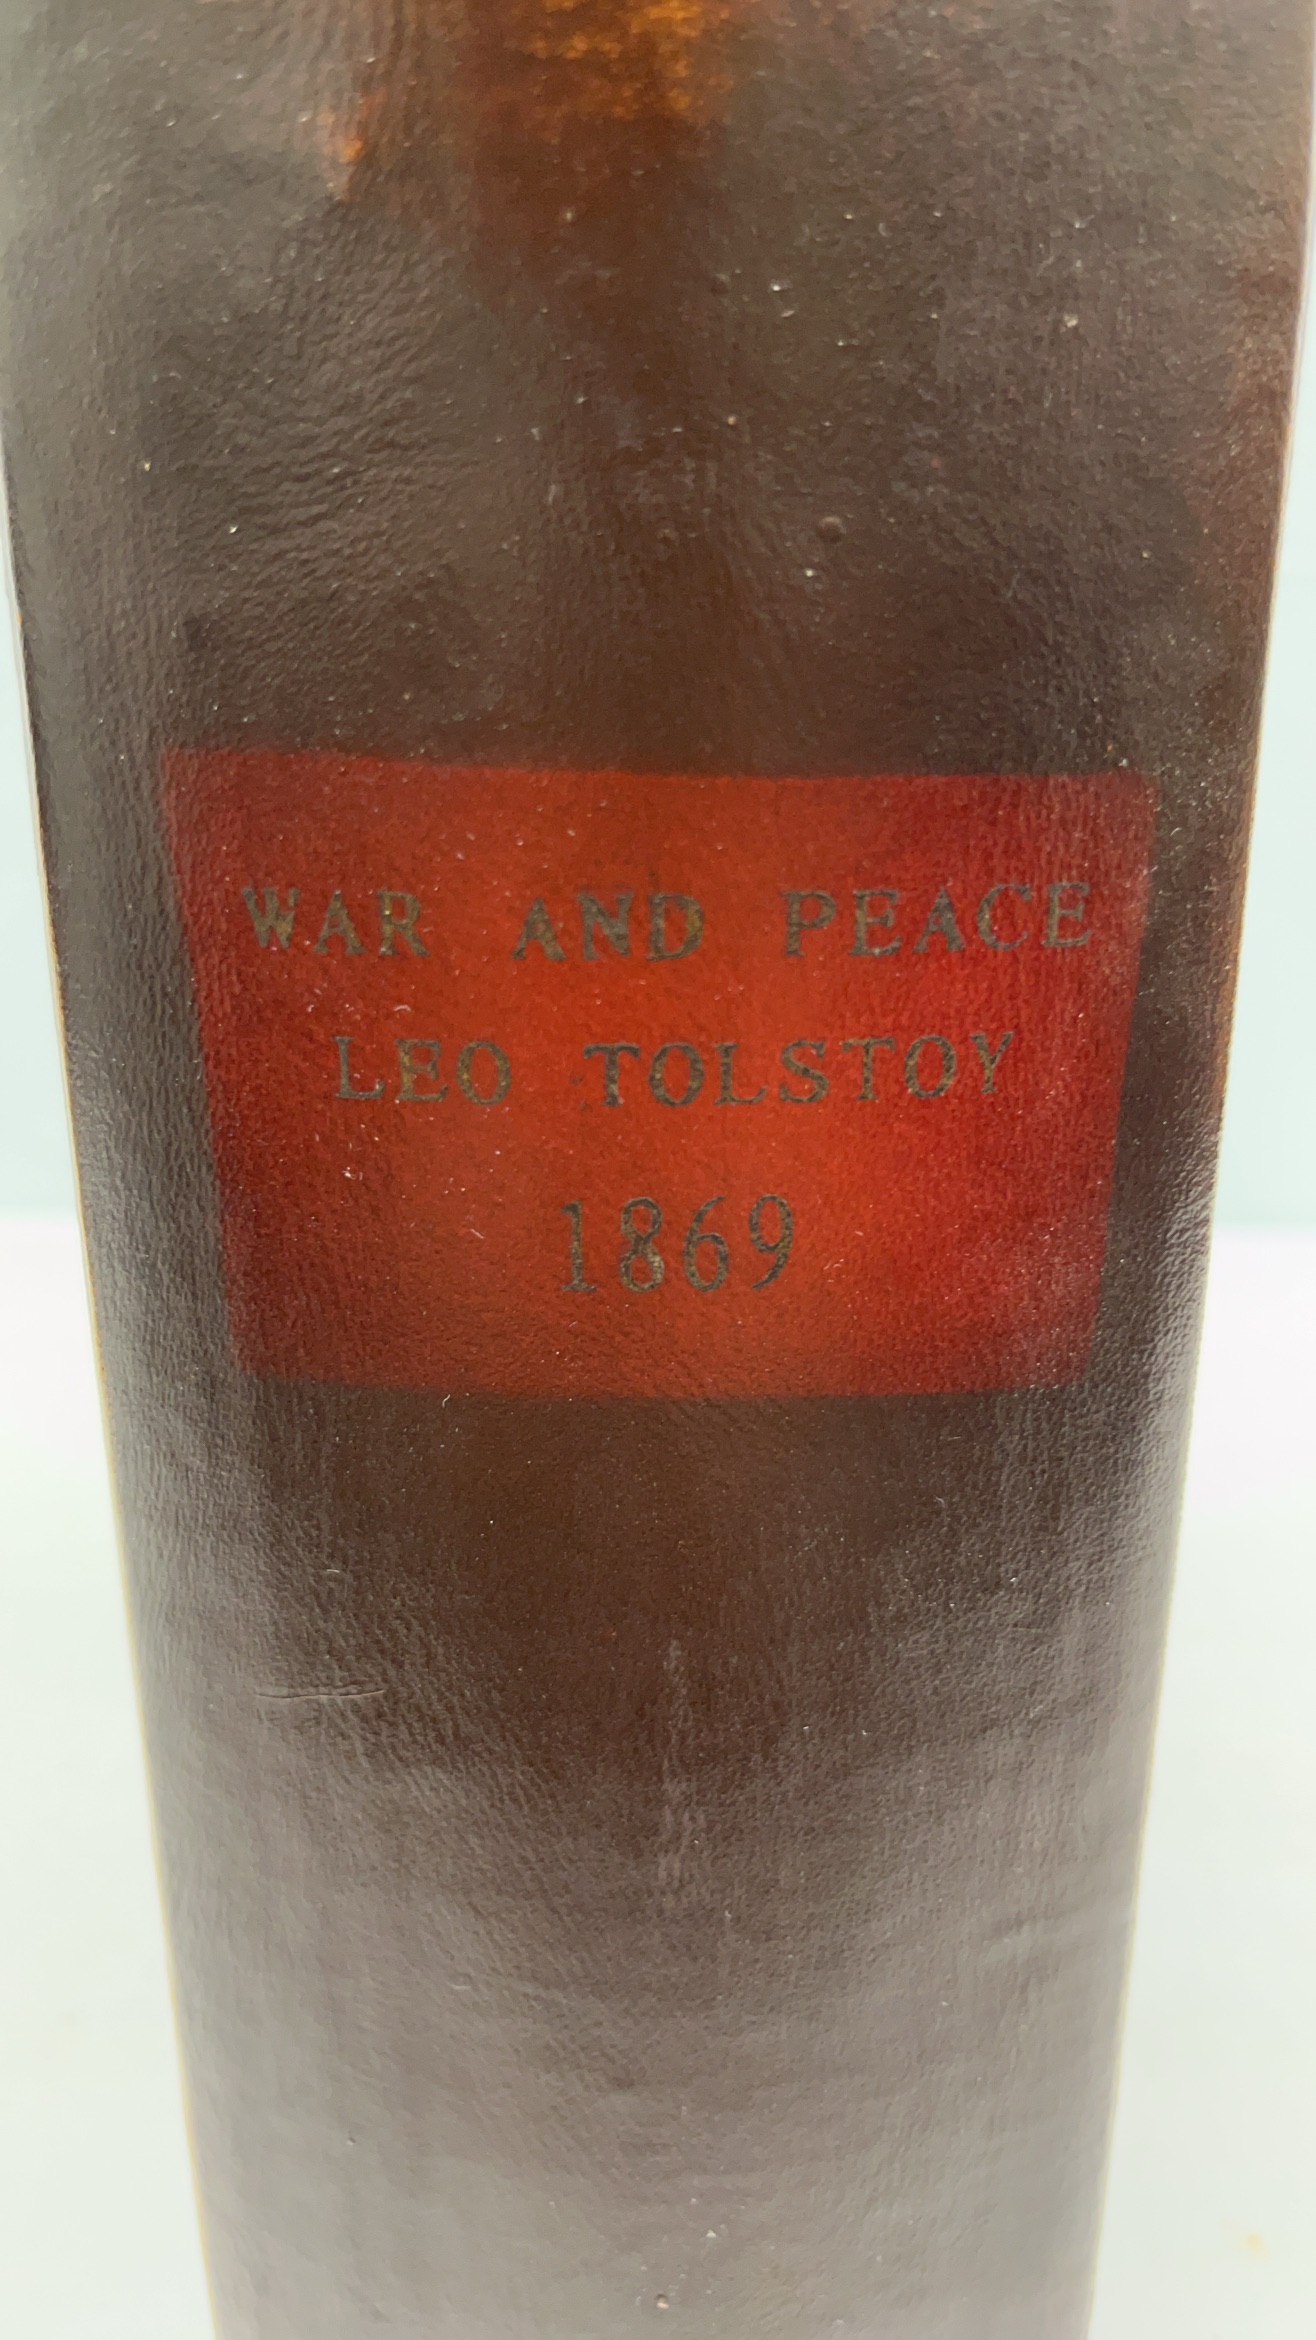 WAR AND PEACE
LEO TOLSTOY
1869